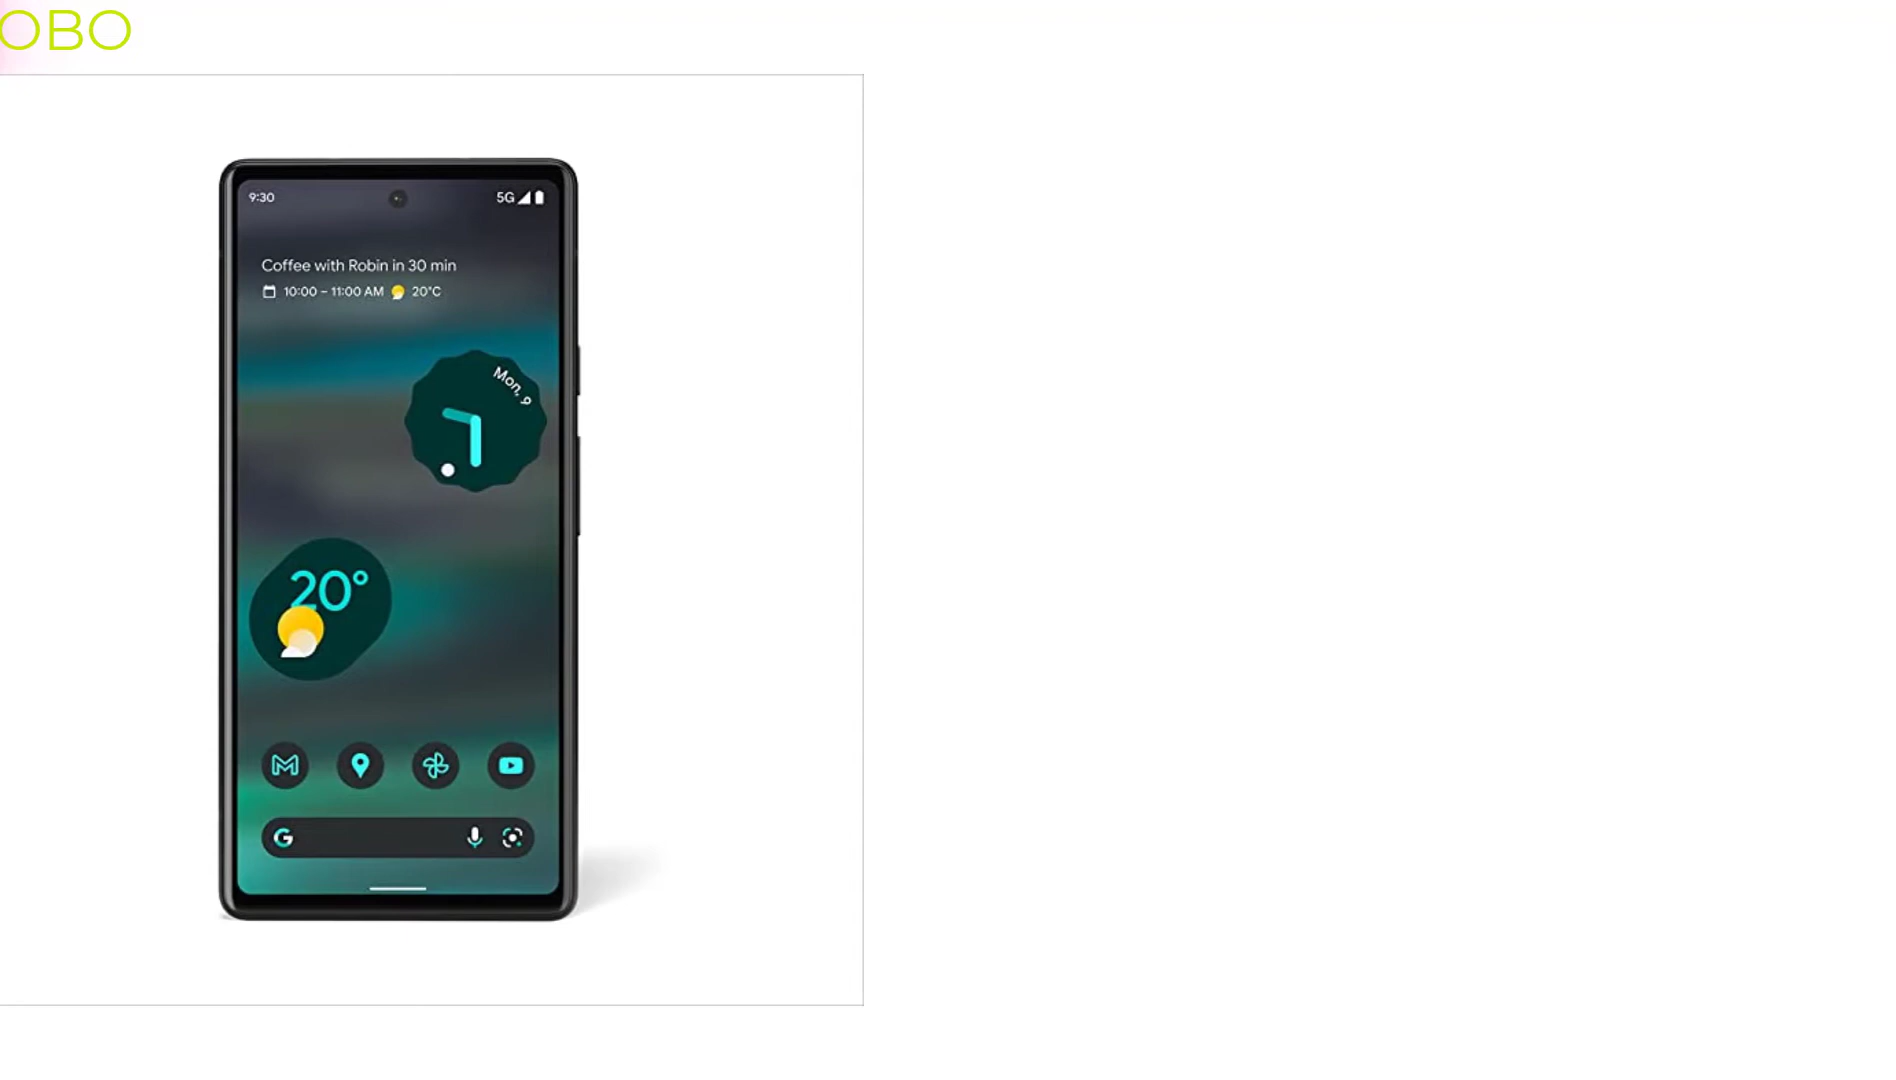 OBO
9:30
5G
Coffee with Robin in 30 min
10:00 – 11:00 AM 20°C
Mon, 9
20°
G